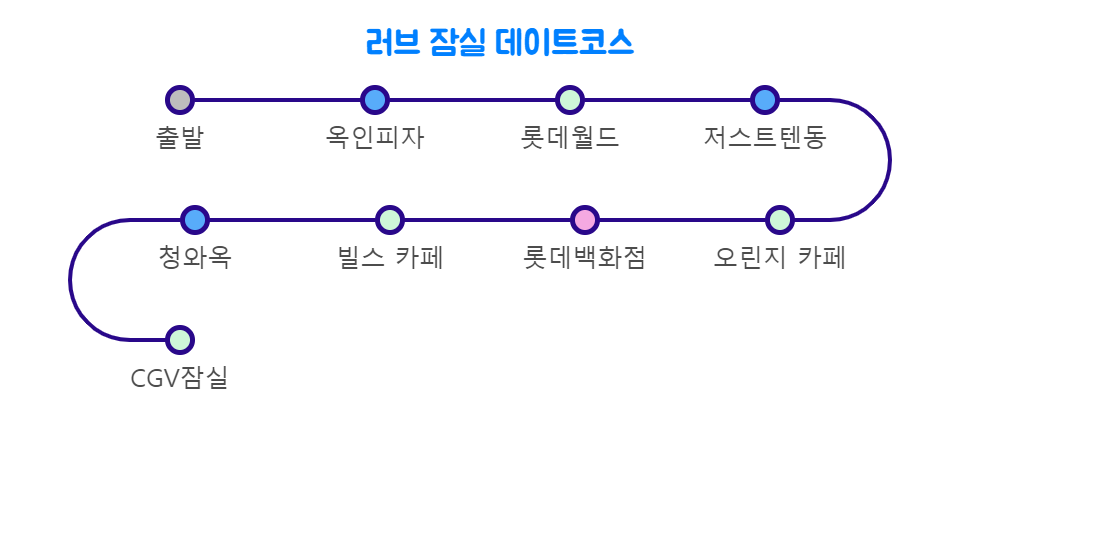 러브 잠실 데이트코스
출발
옥인피자
롯데월드
저스트텐동
청와옥
빌스 카페
롯데백화점
오린지 카페
CGV잠실